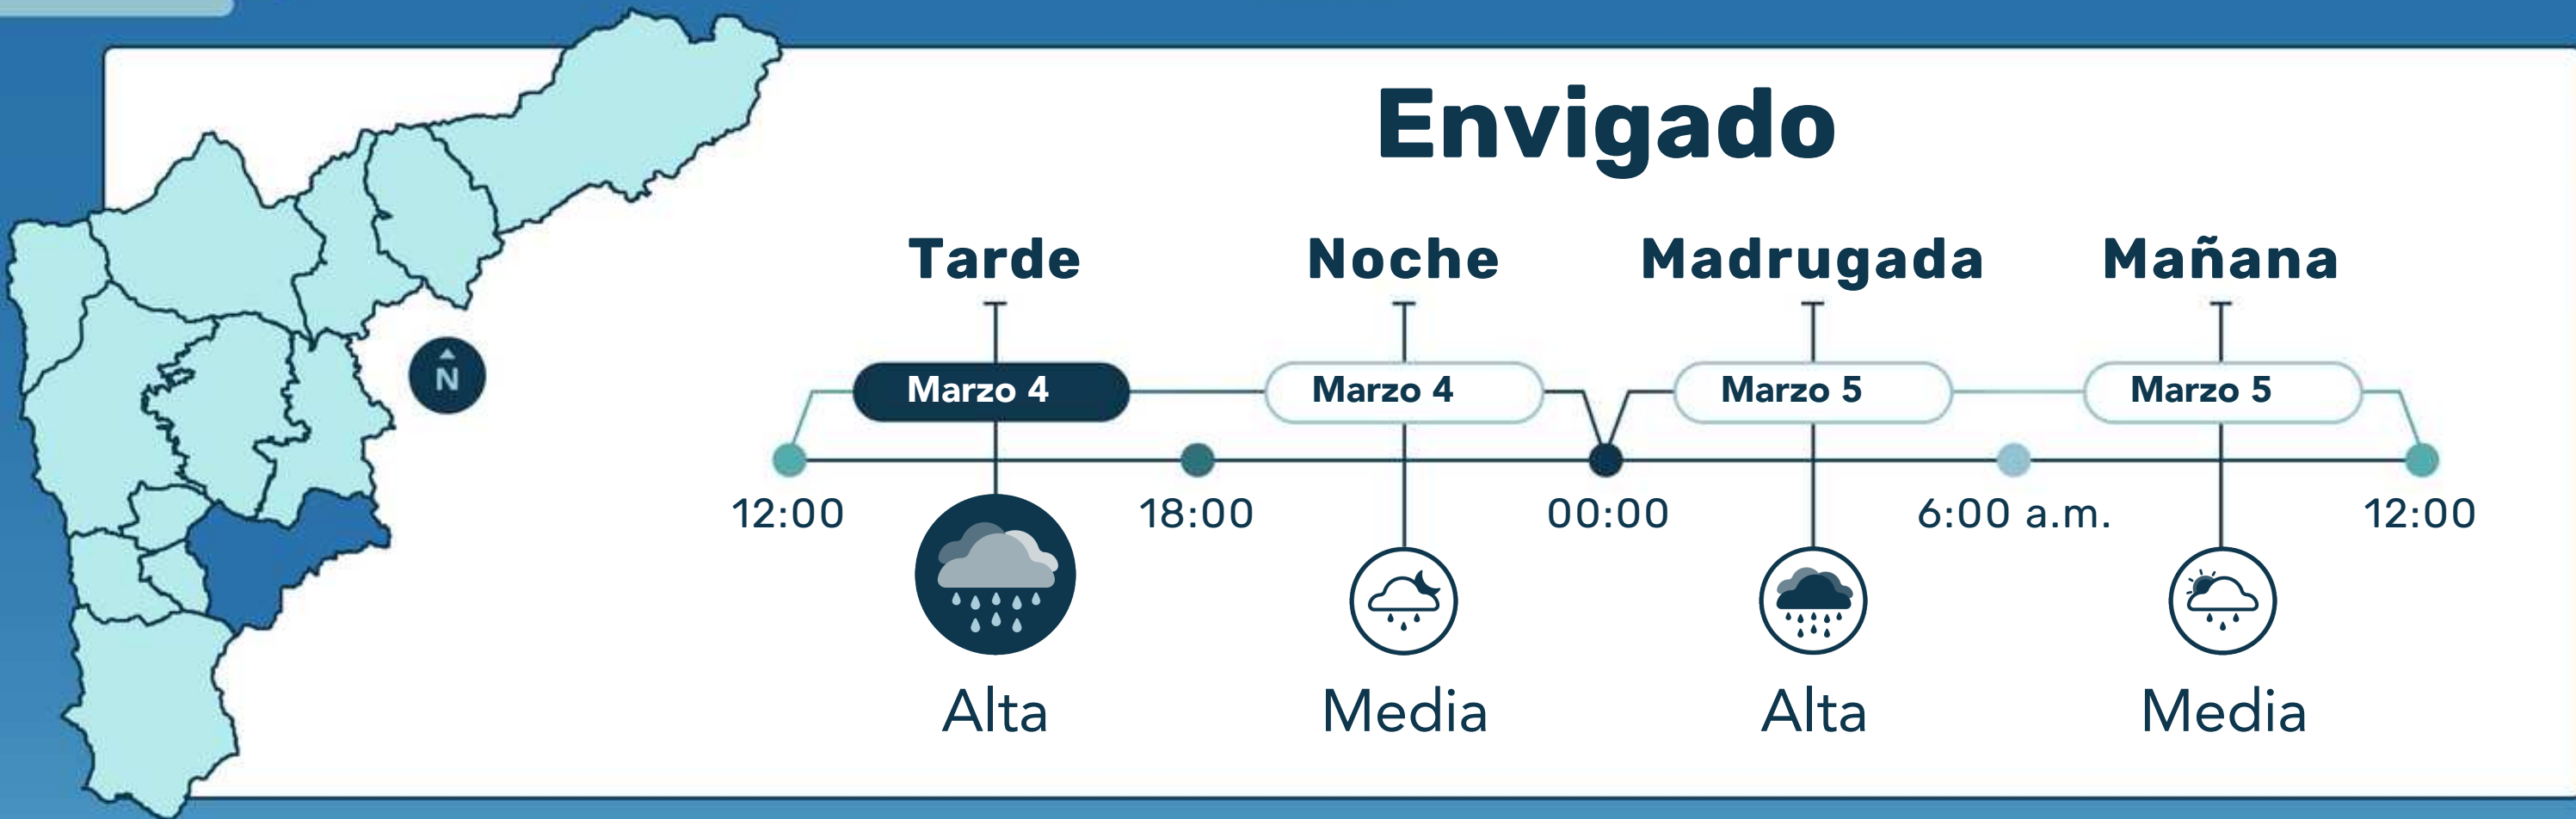 Envigado
Tarde Noche Madrugada Mañana
N
Marzo 4 Marzo 4 Marzo 5 Marzo 5
12:00 18:00 00:00 6:00 a.m. 12:00
Alta Media Alta Media